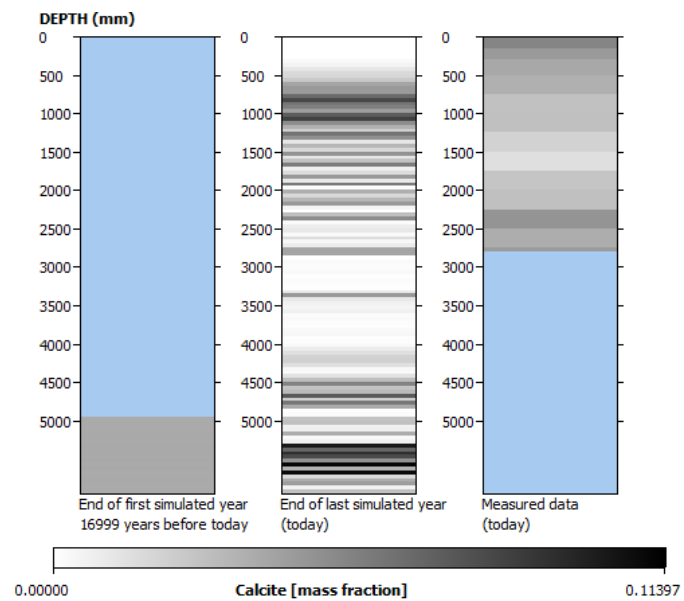 DEPTH (mm)
0 0 0
500 500 500
1000 1000 1000
1500 1500 1500
2000 2000 2000
2500 2500 2500
3000 3000 3000
3500 3500 3500
4000 4000 4000
4500 4500 4500
5000 5000 5000
End of first simulated year End of last simulated year Measured data
16999 years before today (today) (today)
0.00000 Calcite [mass fraction] 0.11397